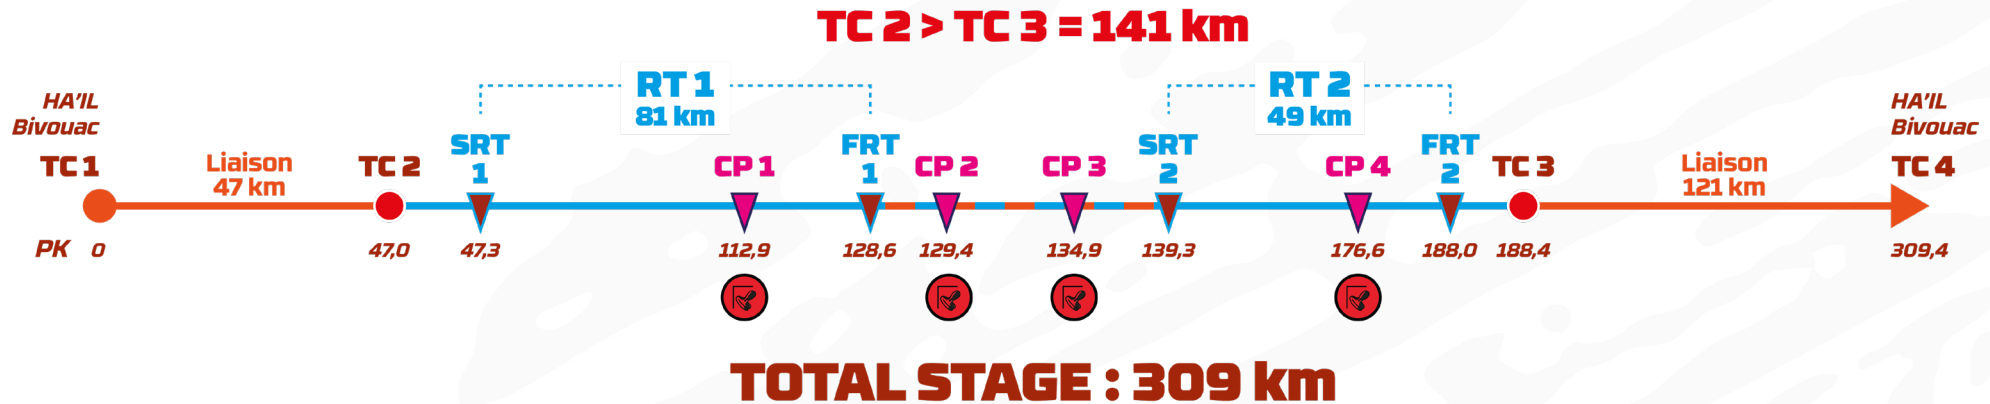 TC 2 > TC 3 = 141 km
RT 1
81 km
RT 2
49 km
HA'IL
Bivouac
TC 1
Liaison
47 km
TC 2
SRT
1
CP 1
FRT
1
CP 2
CP 3
SRT
2
CP 4
FRT
2
TC 3
Liaison
121 km
HA'IL
Bivouac
TC 4
PK 0 47,0 47,3 112,9 128,6 129,4 134,9 139,3 176,6 188,0 188,4 309,4
TOTAL STAGE : 309 km